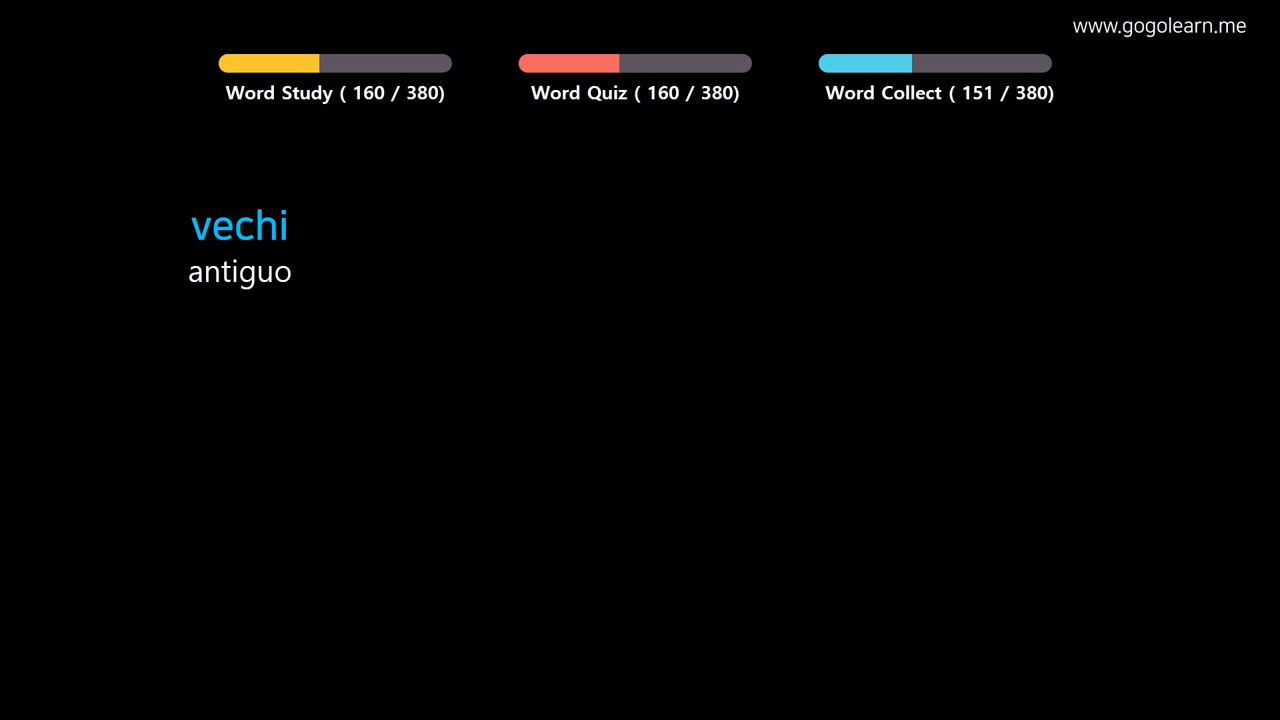 www.gogolearn.me
Word Study ( 160 / 380)
Word Quiz ( 160 / 380)
Word Collect ( 151 / 380)
vechi
antiguo